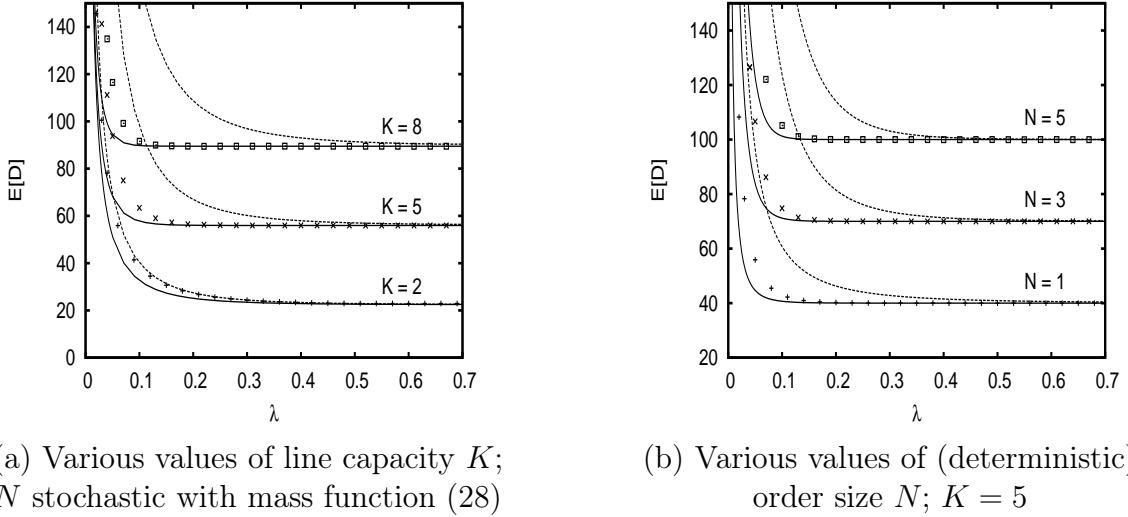 140
120
100
80
60
40
20
0
E[D]
K = 8
K = 5
K = 2
0 0.1 0.2 0.3 0.4 0.5 0.6 0.7
λ
140
120
100
80
60
40
20
E[D]
N = 5
N = 3
N = 1
0 0.1 0.2 0.3 0.4 0.5 0.6 0.7
λ
a) Various values of line capacity K;
N stochastic with mass function (28)
(b) Various values of (deterministic)
order size N; K = 5